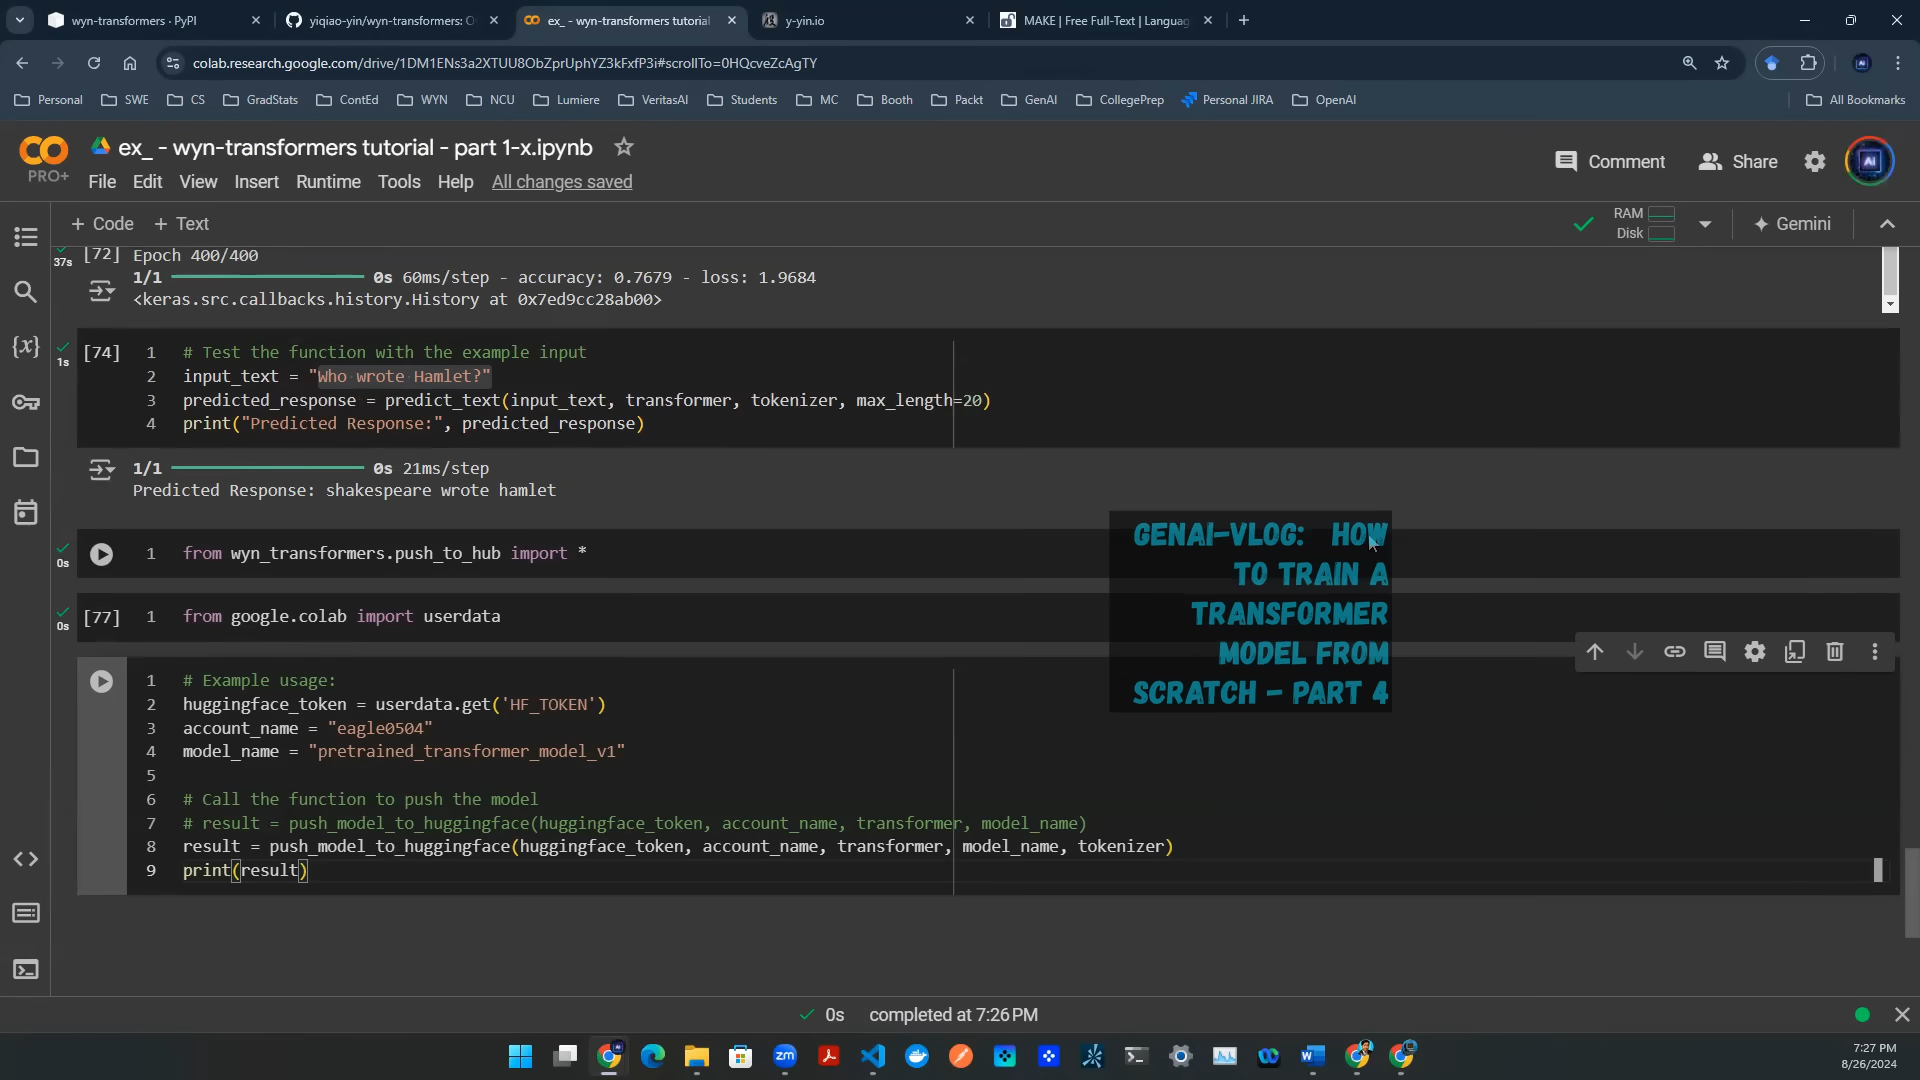 wyn-transformers · PyPI
yiqiao-yin/wyn-transformers: O
ex_ - wyn-transformers tutorial
y-yin.io
MAKE | Free Full-Text | Languag
colab.research.google.com/drive/1DM1ENs3a2XTUU8ObZprUphYZ3kFxfP3i#scrollTo=0HQcveZcAgTY
Personal SWE CS GradStats ContEd WYN NCU Lumiere VeritasAI Students MC Booth Packt GenAI CollegePrep Personal JIRA OpenAI All Bookmarks
ex_ - wyn-transformers tutorial - part 1-x.ipynb
PRO+
File Edit View Insert Runtime Tools Help All changes saved
Comment Share
+ Code + Text
RAM
Disk
Gemini
[72] Epoch 400/400
37s
1/1 0s 60ms/step - accuracy: 0.7679 - loss: 1.9684
<keras.src.callbacks.history.History at 0x7ed9cc28ab00>
[74] 1 # Test the function with the example input
1s
2 input_text = "Who wrote Hamlet?"
3 predicted_response = predict_text(input_text, transformer, tokenizer, max_length=20)
4 print("Predicted Response:", predicted_response)
1/1 0s 21ms/step
Predicted Response: shakespeare wrote hamlet
1 from wyn_transformers.push_to_hub import *
0s
[77] 1 from google.colab import userdata
0s
GENAI-VLOG: HOW
TO TRAIN A
TRANSFORMER
MODEL FROM
SCRATCH - PART 4
1 # Example usage:
2 huggingface_token = userdata.get('HF_TOKEN')
3 account_name = "eagle0504"
4 model_name = "pretrained_transformer_model_v1"
5
6 # Call the function to push the model
7 # result = push_model_to_huggingface(huggingface_token, account_name, transformer, model_name)
8 result = push_model_to_huggingface(huggingface_token, account_name, transformer, model_name, tokenizer)
9 print(result)
0s completed at 7:26 PM
7:27 PM
8/26/2024